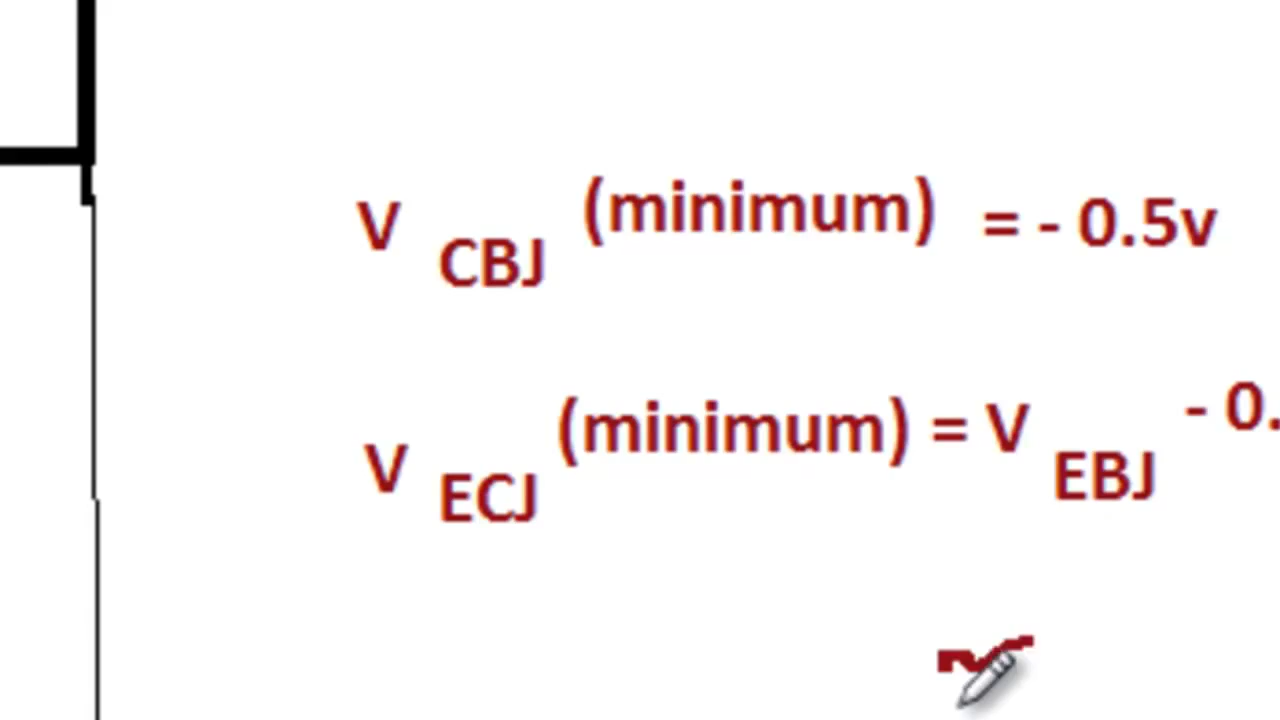 V CBJ (minimum) = - 0.5v
V ECJ (minimum) = V EBJ - 0.